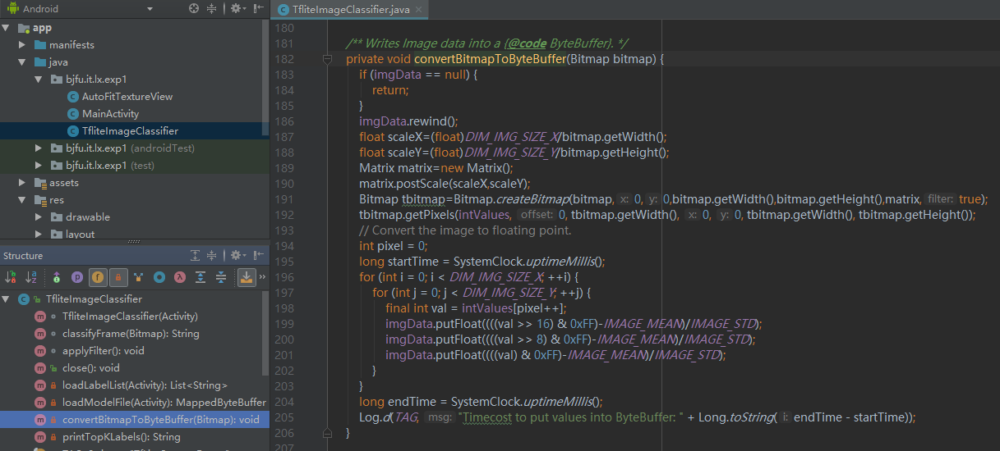 Android
app
manifests
java
bjfu.it.lx.exp1
AutoFitTextureView
MainActivity
TfliteImageClassifier
bjfu.it.lx.exp1 (androidTest)
bjfu.it.lx.exp1 (test)
assets
res
drawable
layout
Structure
TfliteImageClassifier
TfliteImageClassifier(Activity)
classifyFrame(Bitmap): String
applyFilter(): void
close(): void
loadLabelList(Activity): List<String>
loadModelFile(Activity): MappedByteBuffer
convertBitmapToByteBuffer(Bitmap): void
printTopKLabels(): String
TfliteImageClassifier.java
180
181 /** Writes Image data into a {@code ByteBuffer}. */
182 private void convertBitmapToByteBuffer(Bitmap bitmap) {
183 if (imgData == null) {
184 return;
185 }
186 imgData.rewind();
187 float scaleX=(float)DIM_IMG_SIZE_X/bitmap.getWidth();
188 float scaleY=(float)DIM_IMG_SIZE_Y/bitmap.getHeight();
189 Matrix matrix=new Matrix();
190 matrix.postScale(scaleX,scaleY);
191 Bitmap tbitmap=Bitmap.createBitmap(bitmap, x: 0, y: 0,bitmap.getWidth(),bitmap.getHeight(),matrix, filter: true);
192 tbitmap.getPixels(intValues, offset: 0, tbitmap.getWidth(), x: 0, y: 0, tbitmap.getWidth(), tbitmap.getHeight());
193 // Convert the image to floating point.
194 int pixel = 0;
195 long startTime = SystemClock.uptimeMillis();
196 for (int i = 0; i < DIM_IMG_SIZE_X; ++i) {
197 for (int j = 0; j < DIM_IMG_SIZE_Y; ++j) {
198 final int val = intValues[pixel++];
199 imgData.putFloat((((val >> 16) & 0xFF)-IMAGE_MEAN)/IMAGE_STD);
200 imgData.putFloat((((val >> 8) & 0xFF)-IMAGE_MEAN)/IMAGE_STD);
201 imgData.putFloat((((val) & 0xFF)-IMAGE_MEAN)/IMAGE_STD);
202 }
203 }
204 long endTime = SystemClock.uptimeMillis();
205 Log.d(TAG, msg: "Timecost to put values into ByteBuffer: " + Long.toString( i: endTime - startTime));
206 }
207